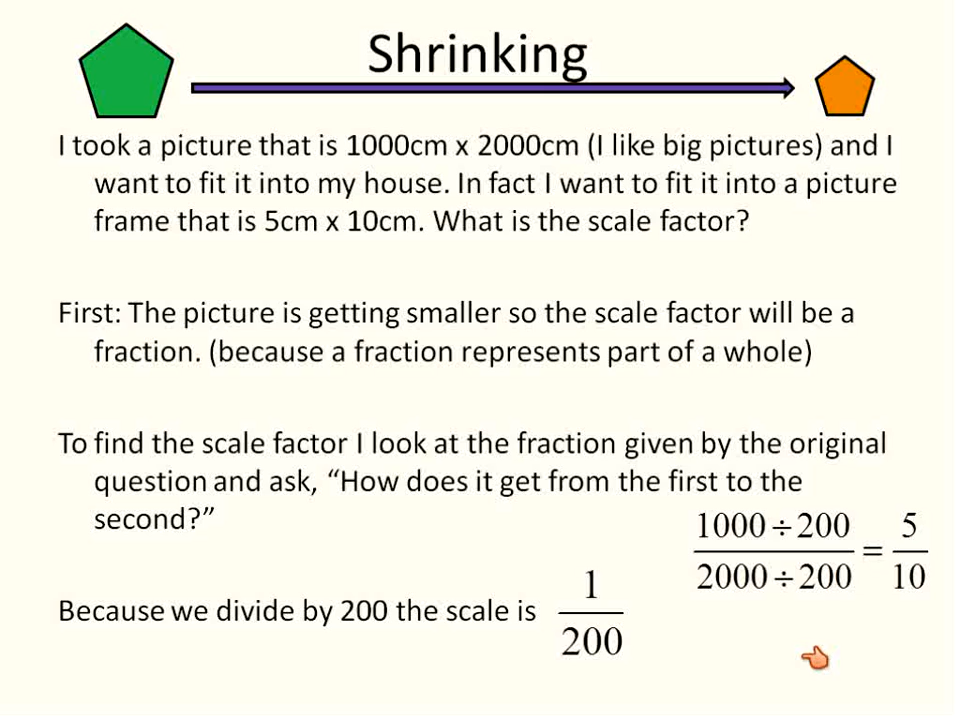 Shrinking
I took a picture that is 1000cm x 2000cm (I like big pictures) and I
want to fit it into my house. In fact I want to fit it into a picture
frame that is 5cm x 10cm. What is the scale factor?
First: The picture is getting smaller so the scale factor will be a
fraction. (because a fraction represents part of a whole)
To find the scale factor I look at the fraction given by the original
question and ask, “How does it get from the first to the
second?”
1000 ÷ 200 / 2000 ÷ 200 = 5 / 10
Because we divide by 200 the scale is 1 / 200